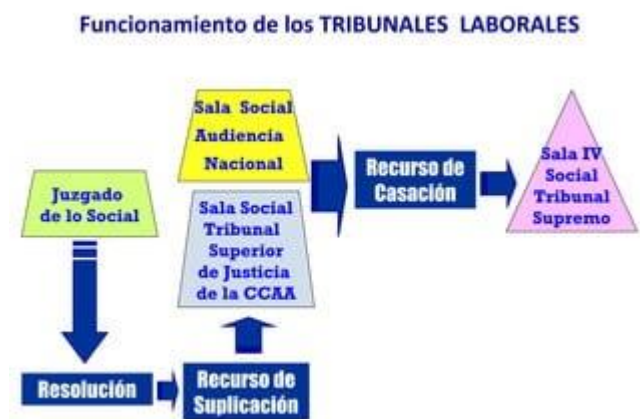 Funcionamiento de los TRIBUNALES LABORALES
Sala Social
Audiencia
Nacional
Juzgado
de lo Social
Sala Social
Tribunal
Superior
de Justicia
de la CCAA
Recurso de
Casación
Sala IV
Social
Tribunal
Supremo
Resolución
Recurso de
Suplicación